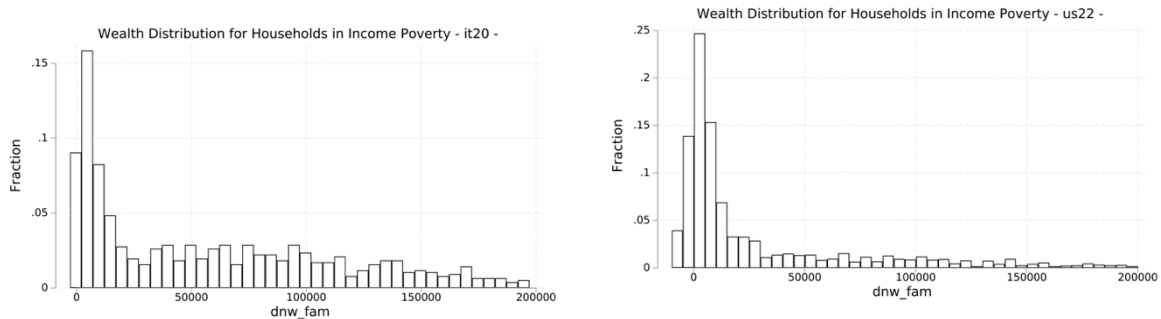 Wealth Distribution for Households in Income Poverty - it20 -
.15
.1
.05
0
Fraction
0 50000 100000 150000 200000
dnw_fam
Wealth Distribution for Households in Income Poverty - us22 -
.25
.2
.15
.1
.05
0
Fraction
0 50000 100000 150000 200000
dnw_fam